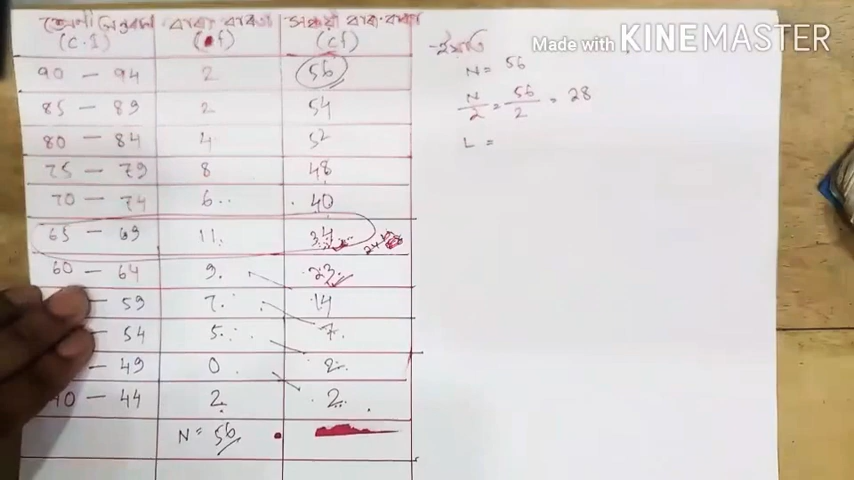 শ্রেণী
(C.I) (f) (cf)
90 — 94 2 56
85 — 89 2 54
80 — 84 4 52
75 — 79 8 48
70 — 74 6 40
65 — 69 11 34
60 — 64 9 23
— 59 7 14
— 54 5 7
— 49 0 2
40 — 44 2 2
N = 56
Made with KINEMASTER
N = 56
N/2 = 56/2 = 28
L =